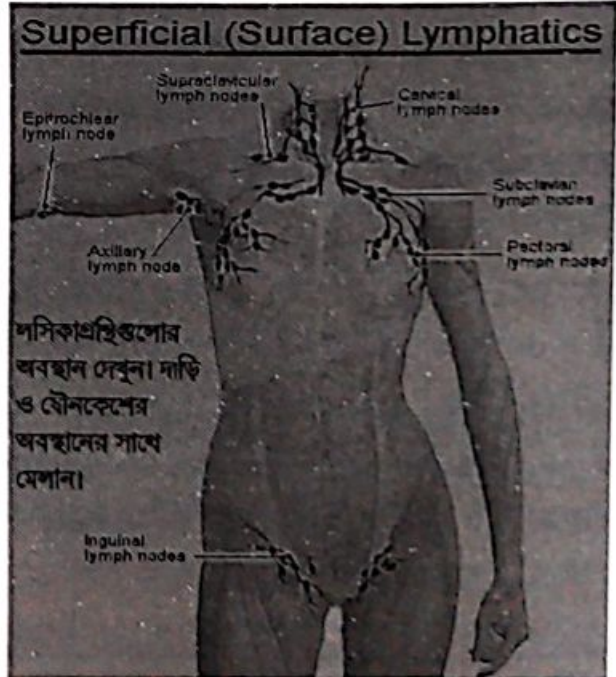 Superficial (Surface) Lymphatics
Supraclavicular
lymph nodes
Cervical
lymph nodes
Epitrochlear
lymph node
Subclavian
lymph nodes
Axillary
lymph node
Pectoral
lymph nodes
লসিকাগ্রন্থিগুলোর
অবস্থান দেখুন। দাড়ি
ও যৌনকেশের
অবস্থানের সাথে
মেলান।
Inguinal
lymph nodes